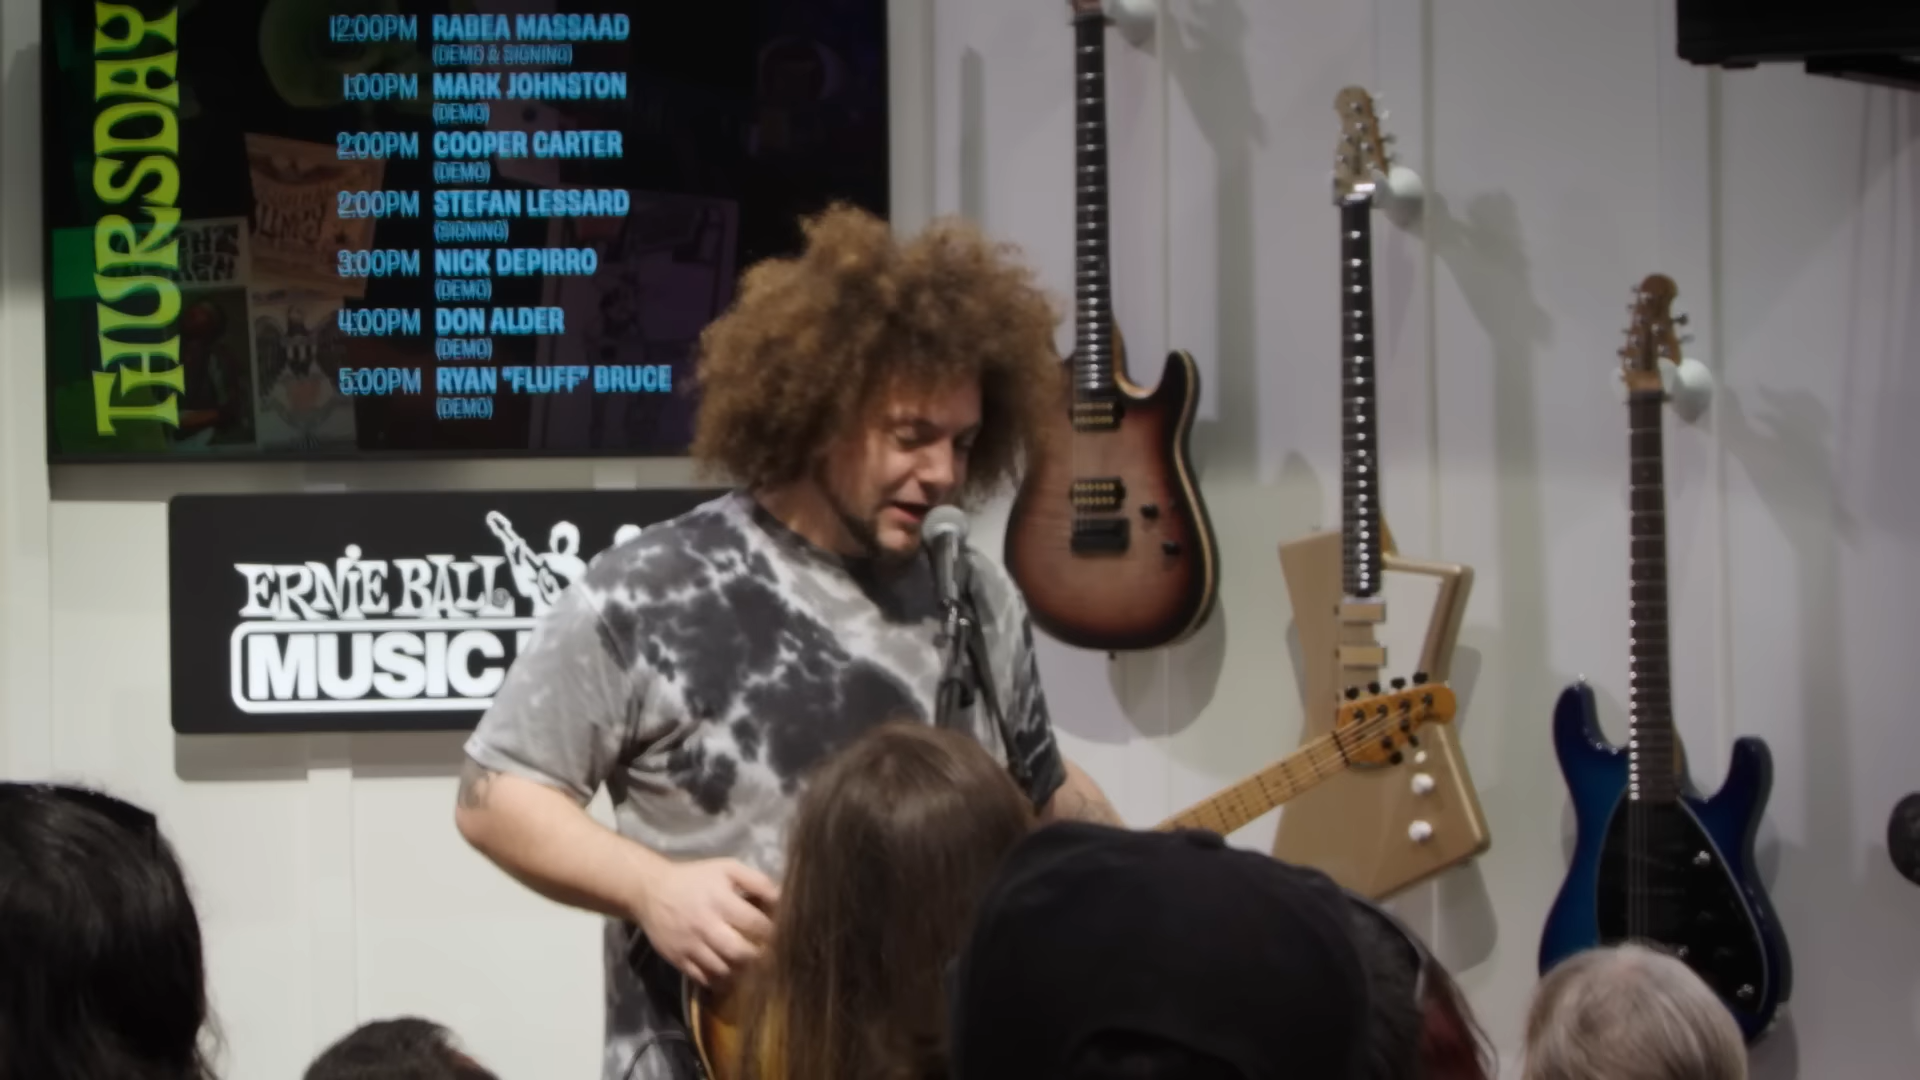 THURSDAY
12:00PM RABEA MASSAAD
(DEMO & SIGNING)
1:00PM MARK JOHNSTON
(DEMO)
2:00PM COOPER CARTER
(DEMO)
2:00PM STEFAN LESSARD
(SIGNING)
3:00PM NICK DEPIRRO
(DEMO)
4:00PM DON ALDER
(DEMO)
5:00PM RYAN "FLUFF" BRUCE
(DEMO)
ERNIE BALL
MUSIC